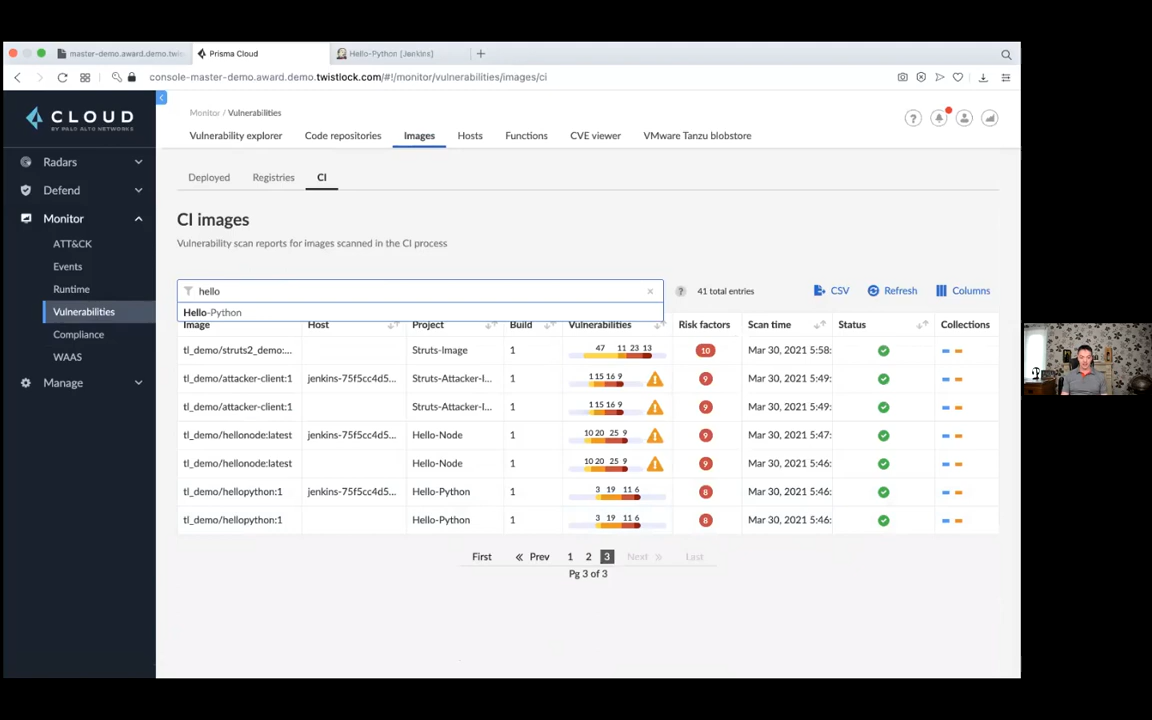 master-demo.award.demo.twis
Prisma Cloud
Hello-Python [Jenkins]
console-master-demo.award.demo.twistlock.com/#!/monitor/vulnerabilities/images/ci
CLOUD
BY PALO ALTO NETWORKS
Radars
Defend
Monitor
ATT&CK
Events
Runtime
Vulnerabilities
Compliance
WAAS
Manage
Monitor / Vulnerabilities
Vulnerability explorer Code repositories Images Hosts Functions CVE viewer VMware Tanzu blobstore
Deployed Registries CI
CI images
Vulnerability scan reports for images scanned in the CI process
hello
41 total entries CSV Refresh Columns
Hello-Python
Image Host Project Build Vulnerabilities Risk factors Scan time Status Collections
tl_demo/struts2_demo:... Struts-Image 1 47 11 23 13 10 Mar 30, 2021 5:58:
tl_demo/attacker-client:1 jenkins-75f5cc4d5... Struts-Attacker-I... 1 1 15 16 9 9 Mar 30, 2021 5:49:
tl_demo/attacker-client:1 Struts-Attacker-I... 1 1 15 16 9 9 Mar 30, 2021 5:49:
tl_demo/hellonode:latest jenkins-75f5cc4d5... Hello-Node 1 10 20 25 9 9 Mar 30, 2021 5:47:
tl_demo/hellonode:latest Hello-Node 1 10 20 25 9 9 Mar 30, 2021 5:46:
tl_demo/hellopython:1 jenkins-75f5cc4d5... Hello-Python 1 3 19 11 6 8 Mar 30, 2021 5:46:
tl_demo/hellopython:1 Hello-Python 1 3 19 11 6 8 Mar 30, 2021 5:46:
First « Prev 1 2 3 Next » Last
Pg 3 of 3